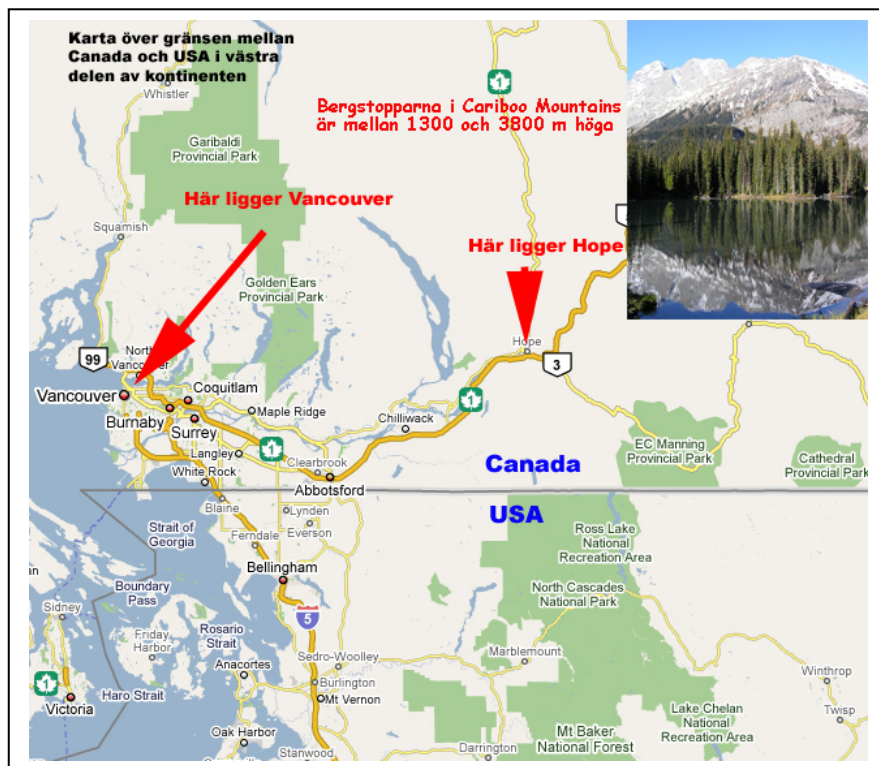 Karta över gränsen mellan
Canada och USA i västra
delen av kontinenten
Whistler
1
Bergstopparna i Cariboo Mountains
är mellan 1300 och 3800 m höga
Garibaldi
Provincial Park
Här ligger Vancouver
Squamish
Här ligger Hope
Golden Ears
Provincial Park
Hope
99
North
Vancouver
3
Vancouver
Coquitlam
1
Maple Ridge
Burnaby
Surrey
Chilliwack
1
Langley
EC Manning
Provincial Park
Cathedral
Provincial Park
Clearbrook
White Rock
Canada
Abbotsford
Blaine
USA
Strait of
Georgia
Lynden
Everson
Ferndale
Ross Lake
National
Recreation Area
Bellingham
Boundary
Pass
North Cascades
National Park
Sidney
5
Friday
Harbor
Rosario
Strait
Sedro-Woolley
Marblemount
Anacortes
Burlington
Winthrop
1
Haro Strait
Mt Vernon
Victoria
Twisp
Lake Chelan
National
Recreation Area
Oak Harbor
Mt Baker
National Forest
Stanwood
Darrington